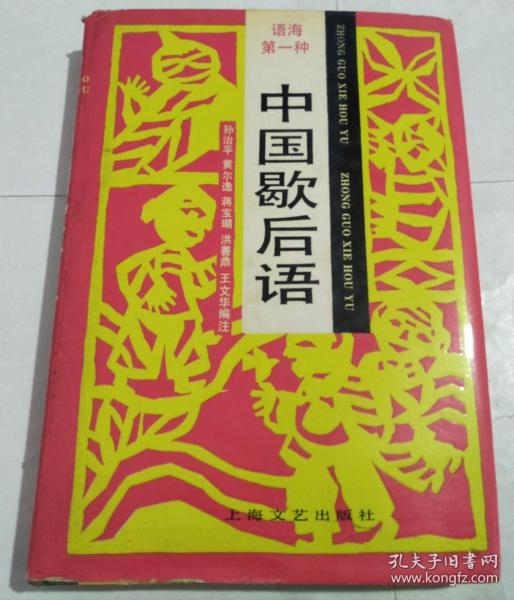 语海
第一种
中国歇后语
孙治平 黄尔逸 蒋宝瑚 洪善鼎 王文华编注
ZHONG GUO XIE HOU YU ZHONG GUO XIE HOU YU
OU
U
上海文艺出版社
孔夫子旧书网
www.kongfz.com